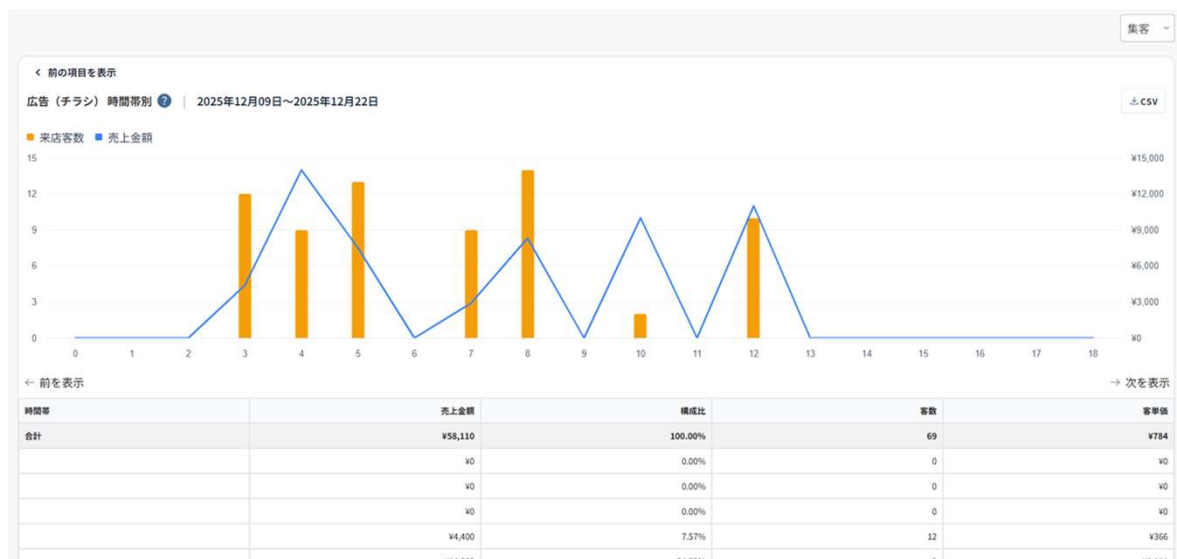 集客
前の項目を表示
広告（チラシ） 時間帯別 ? | 2025年12月09日～2025年12月22日
CSV
来店客数 売上金額
15 ¥15,000
12 ¥12,000
9 ¥9,000
6 ¥6,000
3 ¥3,000
0 ¥0
0 1 2 3 4 5 6 7 8 9 10 11 12 13 14 15 16 17 18
← 前を表示 → 次を表示
時間帯 売上金額 構成比 客数 客単価
合計 ¥58,110 100.00% 69 ¥784
¥0 0.00% 0 ¥0
¥0 0.00% 0 ¥0
¥0 0.00% 0 ¥0
¥4,400 7.57% 12 ¥366